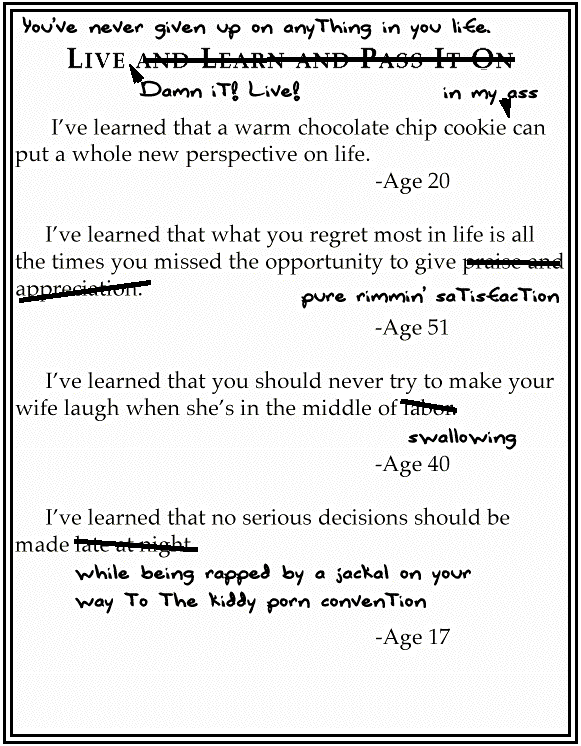 You've never given up on anyThing in you life.
LIVE AND LEARN AND PASS IT ON
Damn iT! Live!
in my ass
I've learned that a warm chocolate chip cookie can
put a whole new perspective on life.
-Age 20
I've learned that what you regret most in life is all
the times you missed the opportunity to give praise and
appreciation.
pure rimmin' saTisfacTion
-Age 51
I've learned that you should never try to make your
wife laugh when she's in the middle of labor.
swallowing
-Age 40
I've learned that no serious decisions should be
made late at night.
while being rapped by a jackal on your
way To The kiddy porn convenTion
-Age 17